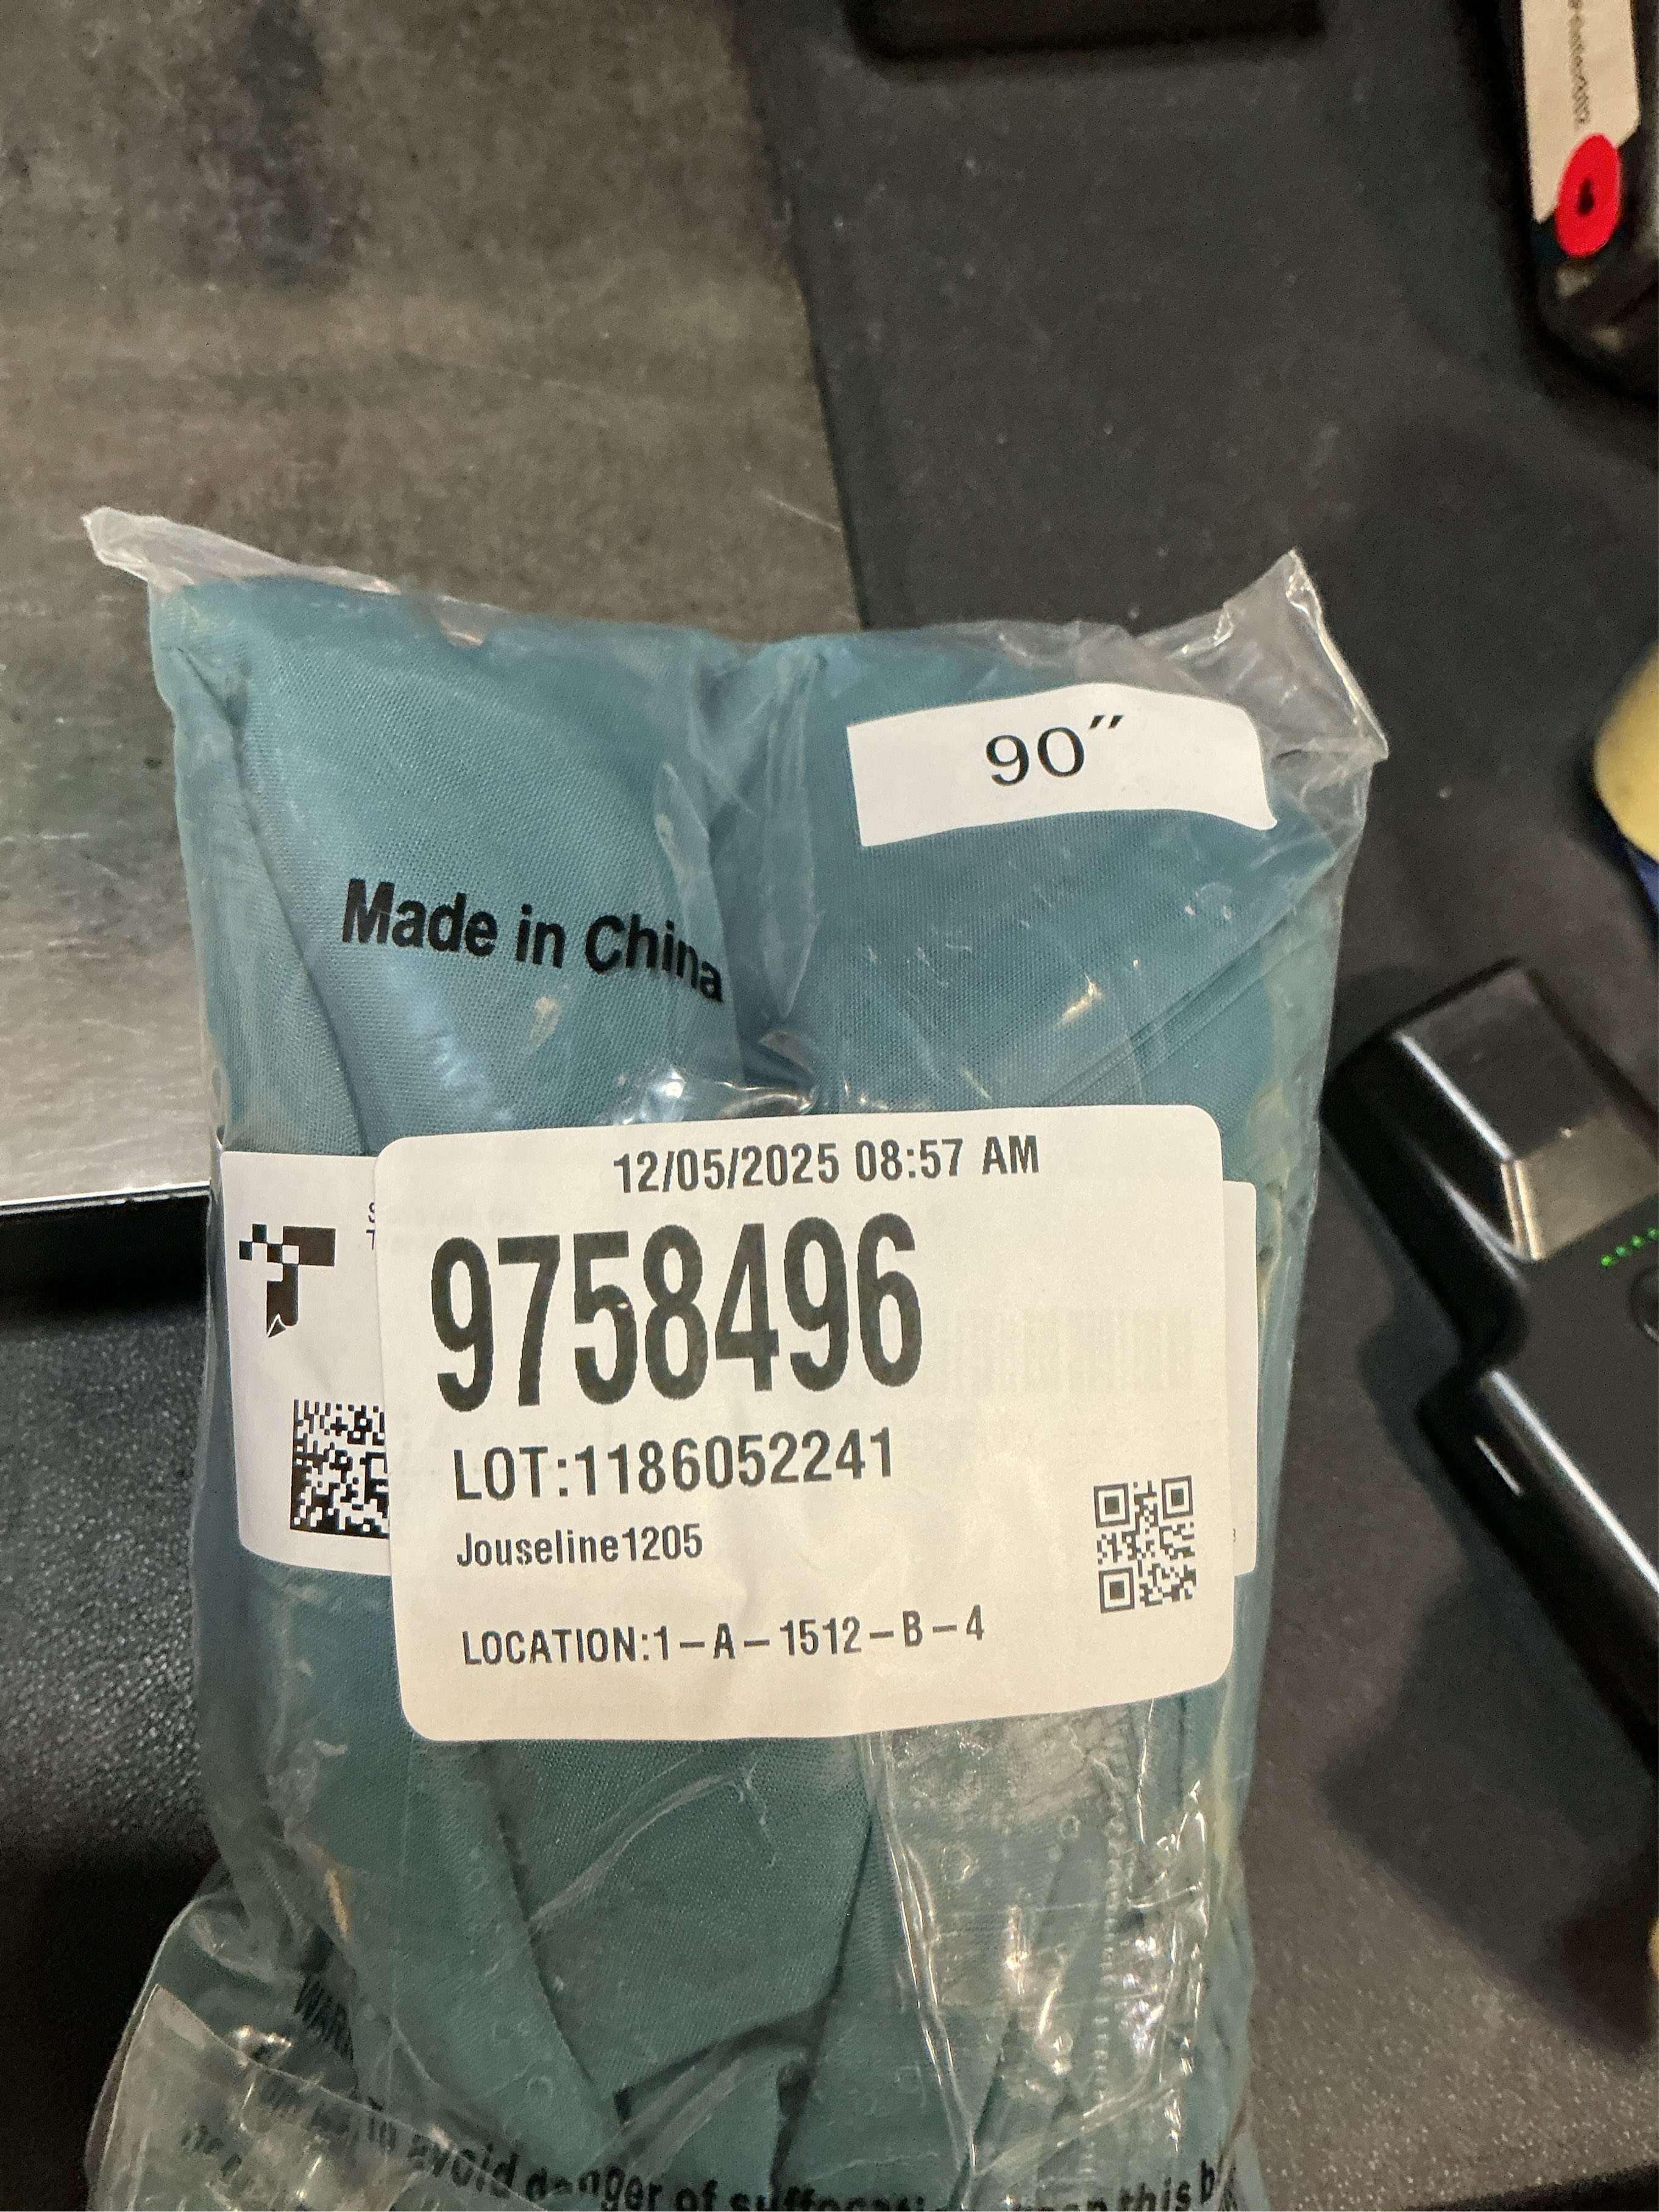 90"
Made in China
12/05/2025 08:57 AM
9758496
LOT:1186052241
Jouseline1205
LOCATION:1-A-1512-B-4
to avoid danger of
this